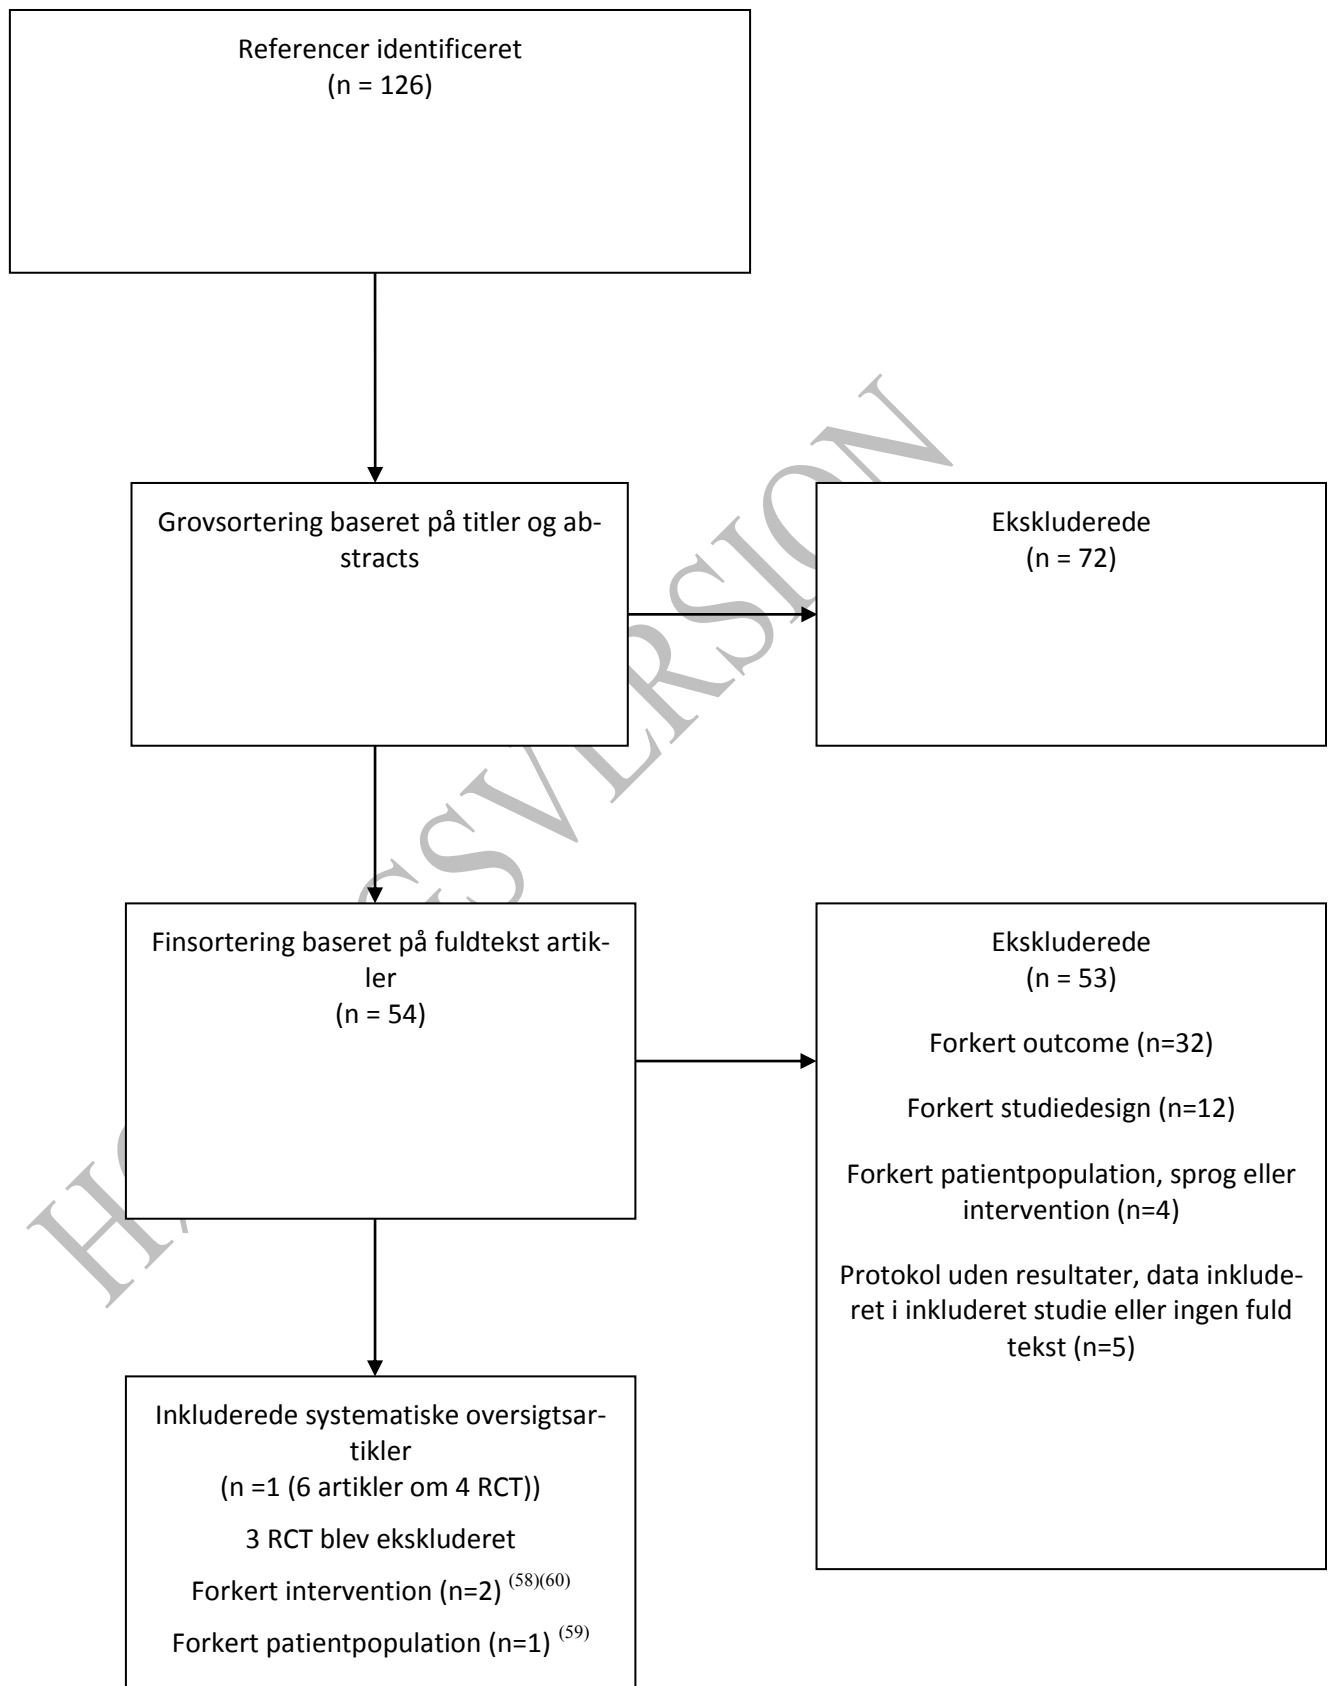 Referencer identificeret
(n = 126)
Grovsortering baseret på titler og ab-
stracts
Ekskluderede
(n = 72)
Finsortering baseret på fuldtekst artik-
ler
(n = 54)
Ekskluderede
(n = 53)
Forkert outcome (n=32)
Forkert studiedesign (n=12)
Forkert patientpopulation, sprog eller
intervention (n=4)
Protokol uden resultater, data inklude-
ret i inkluderet studie eller ingen fuld
tekst (n=5)
Inkluderede systematiske oversigtsar-
tikler
(n =1 (6 artikler om 4 RCT))
3 RCT blev ekskluderet
Forkert intervention (n=2) (58)(60)
Forkert patientpopulation (n=1) (59)